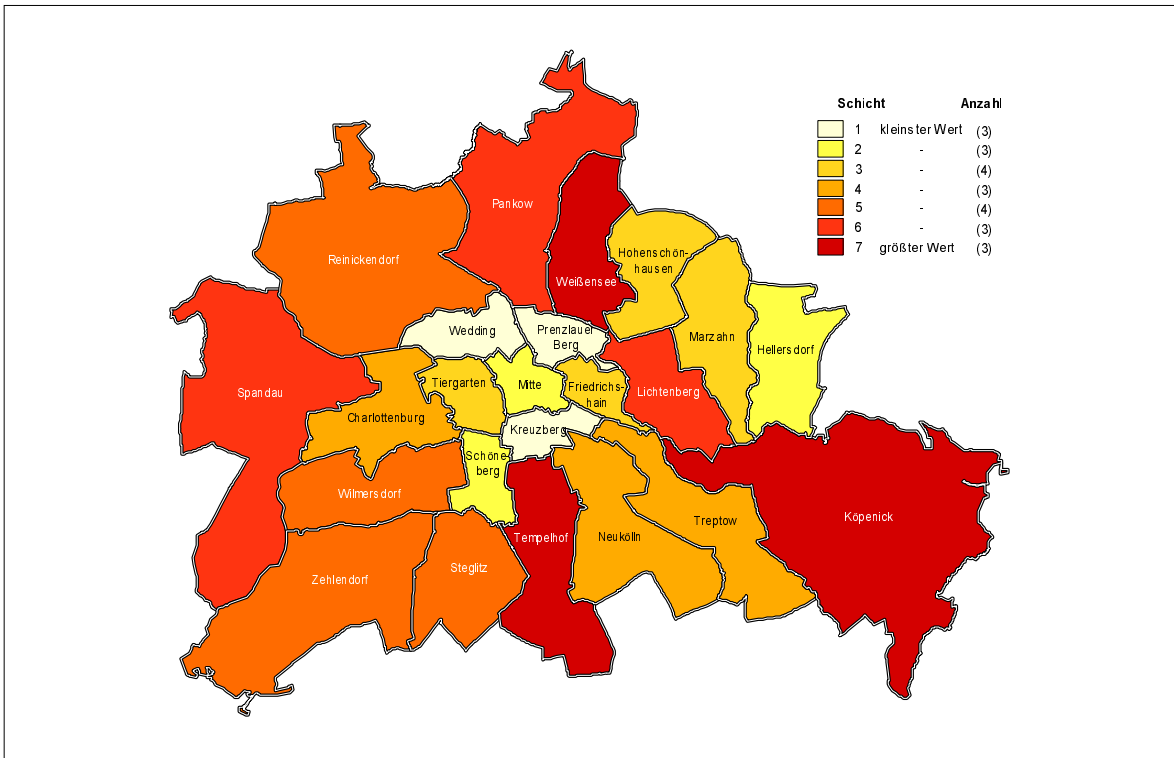 Schicht Anzahl
1 kleinster Wert (3)
2 - (3)
3 - (4)
4 - (3)
5 - (4)
6 - (3)
7 größter Wert (3)
Pankow
Reinickendorf
Weißensee
Hohenschön-
hausen
Wedding
Prenzlauer
Berg
Marzahn
Hellersdorf
Spandau
Tiergarten
Mitte
Friedrichs-
hain
Lichtenberg
Charlottenburg
Kreuzberg
Schöne-
berg
Wilmersdorf
Tempelhof
Neukölln
Treptow
Köpenick
Zehlendorf
Steglitz